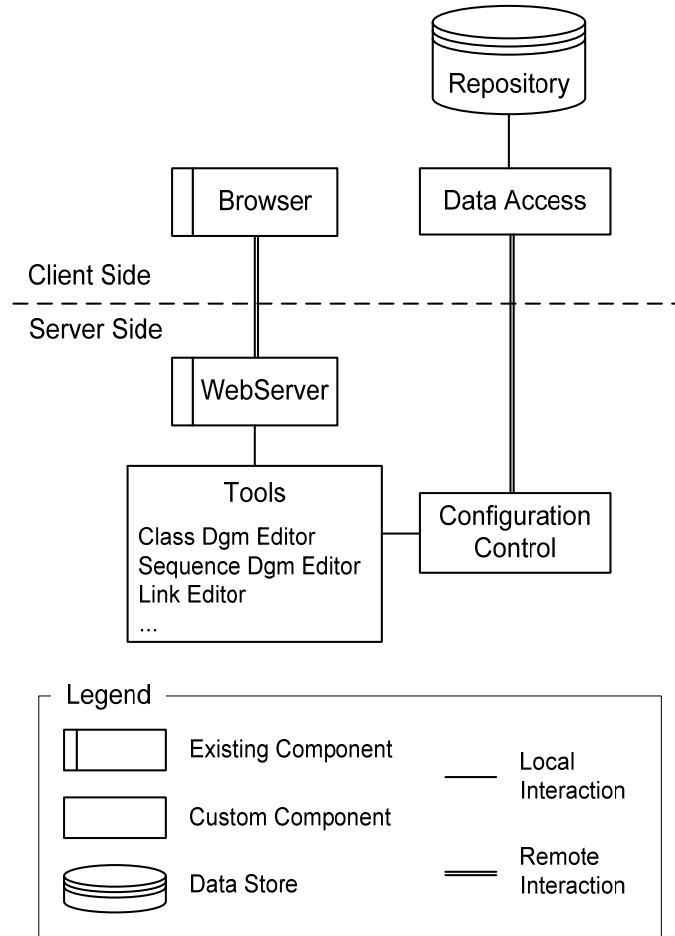 Repository
Browser
Data Access
Client Side
Server Side
WebServer
Tools
Class Dgm Editor
Sequence Dgm Editor
Link Editor
...
Configuration
Control
Legend
Existing Component
Custom Component
Data Store
Local
Interaction
Remote
Interaction